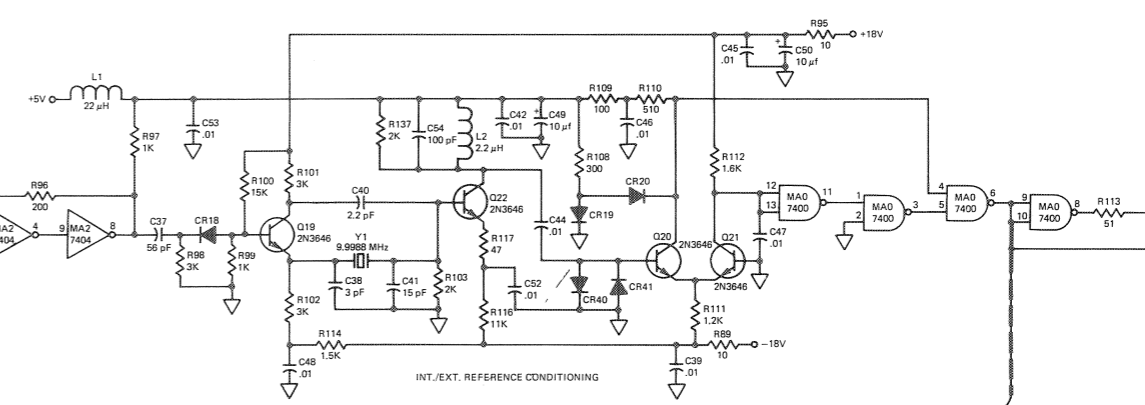 R95
10
+18V
C45
.01
+
C50
10 µf
L1
22 µH
+5V
R97
1K
C53
.01
R137
2K
C54
100 pF
L2
2.2 µH
C42
.01
+
C49
10 µf
R109
100
R110
510
C46
.01
R108
300
R112
1.6K
R96
200
R100
15K
R101
3K
C40
2.2 pF
Q22
2N3646
CR20
CR19
C44
.01
12
13
MA0
7400
11
1
2
MA0
7400
3
4
5
MA0
7400
6
9
10
MA0
7400
8
R113
51
MA2
7404
4
9
MA2
7404
8
C37
56 pF
CR18
R98
3K
R99
1K
Q19
2N3646
Y1
9.9988 MHz
C38
3 pF
C41
15 pF
R103
2K
R117
47
C52
.01
CR40
CR41
Q20
2N3646
Q21
2N3646
C47
.01
R102
3K
R116
11K
R111
1.2K
R114
1.5K
R89
10
-18V
C48
.01
C39
.01
INT./EXT. REFERENCE CONDITIONING